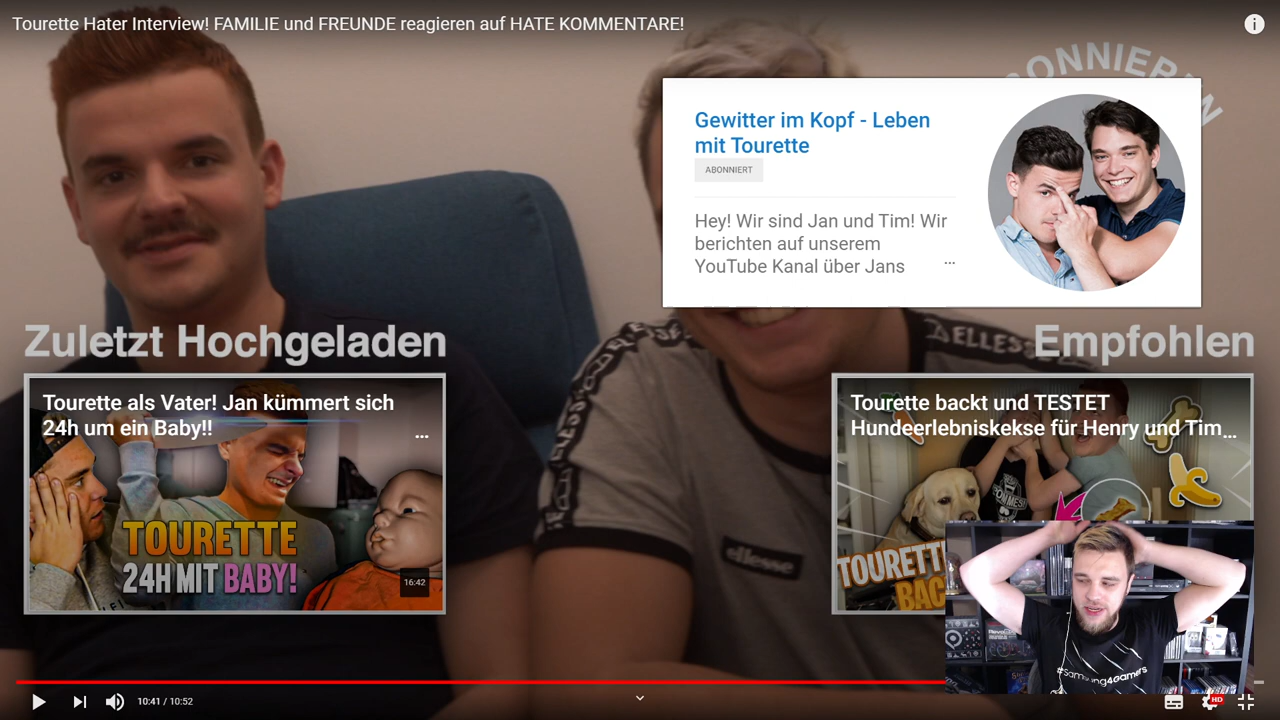 Tourette Hater Interview! FAMILIE und FREUNDE reagieren auf HATE KOMMENTARE!
Gewitter im Kopf - Leben
mit Tourette
ABONNIERT
Hey! Wir sind Jan und Tim! Wir
berichten auf unserem
YouTube Kanal über Jans
...
Zuletzt Hochgeladen
Empfohlen
Tourette als Vater! Jan kümmert sich
24h um ein Baby!!
...
TOURETTE
24H MIT BABY!
16:42
Tourette backt und TESTET
Hundeerlebniskekse für Henry und Tim...
ellesse
#Samsung4Gamers
10:41 / 10:52
HD